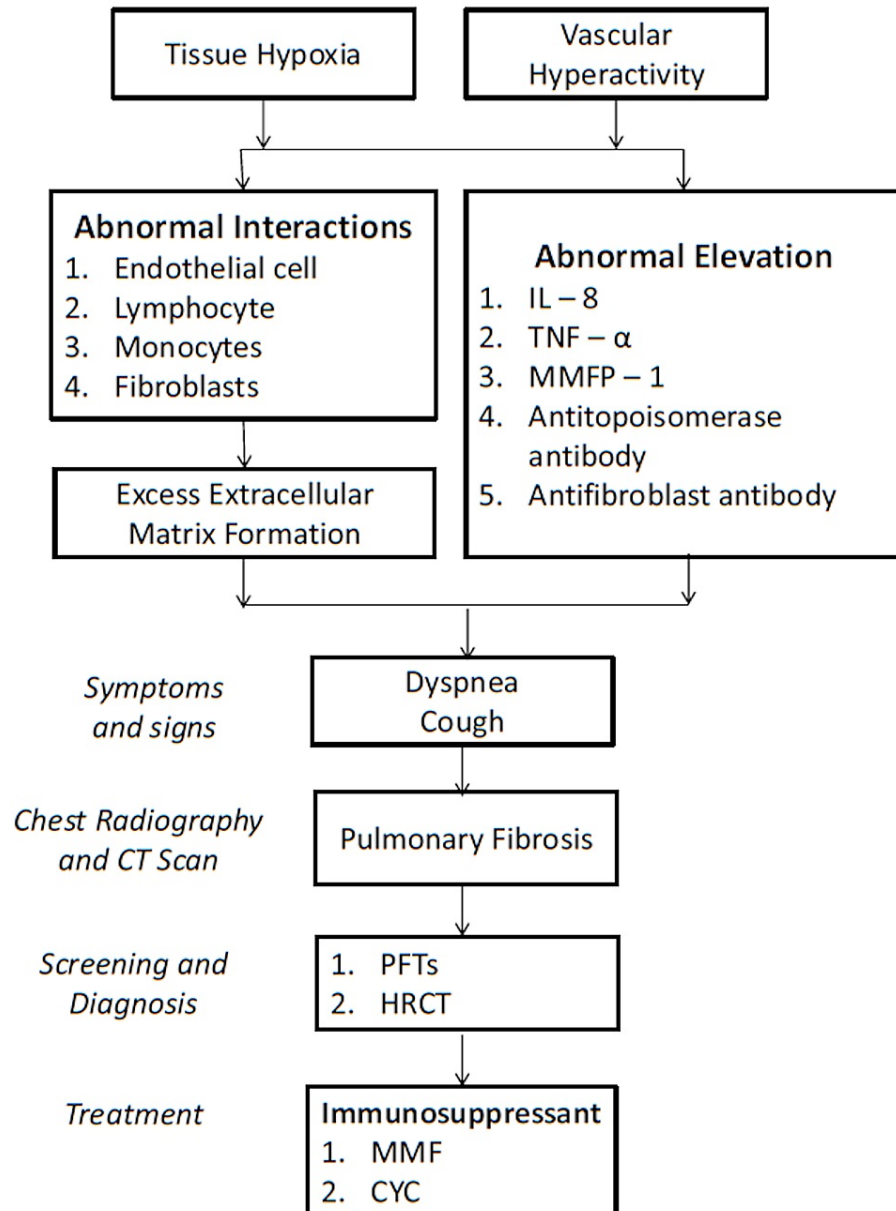 Tissue Hypoxia
Vascular
Hyperactivity
Abnormal Interactions
1. Endothelial cell
2. Lymphocyte
3. Monocytes
4. Fibroblasts
Abnormal Elevation
1. IL – 8
2. TNF – α
3. MMFP – 1
4. Antitopoisomerase
antibody
5. Antifibroblast antibody
Excess Extracellular
Matrix Formation
Symptoms
and signs
Dyspnea
Cough
Chest Radiography
and CT Scan
Pulmonary Fibrosis
Screening and
Diagnosis
1. PFTs
2. HRCT
Treatment
Immunosuppressant
1. MMF
2. CYC